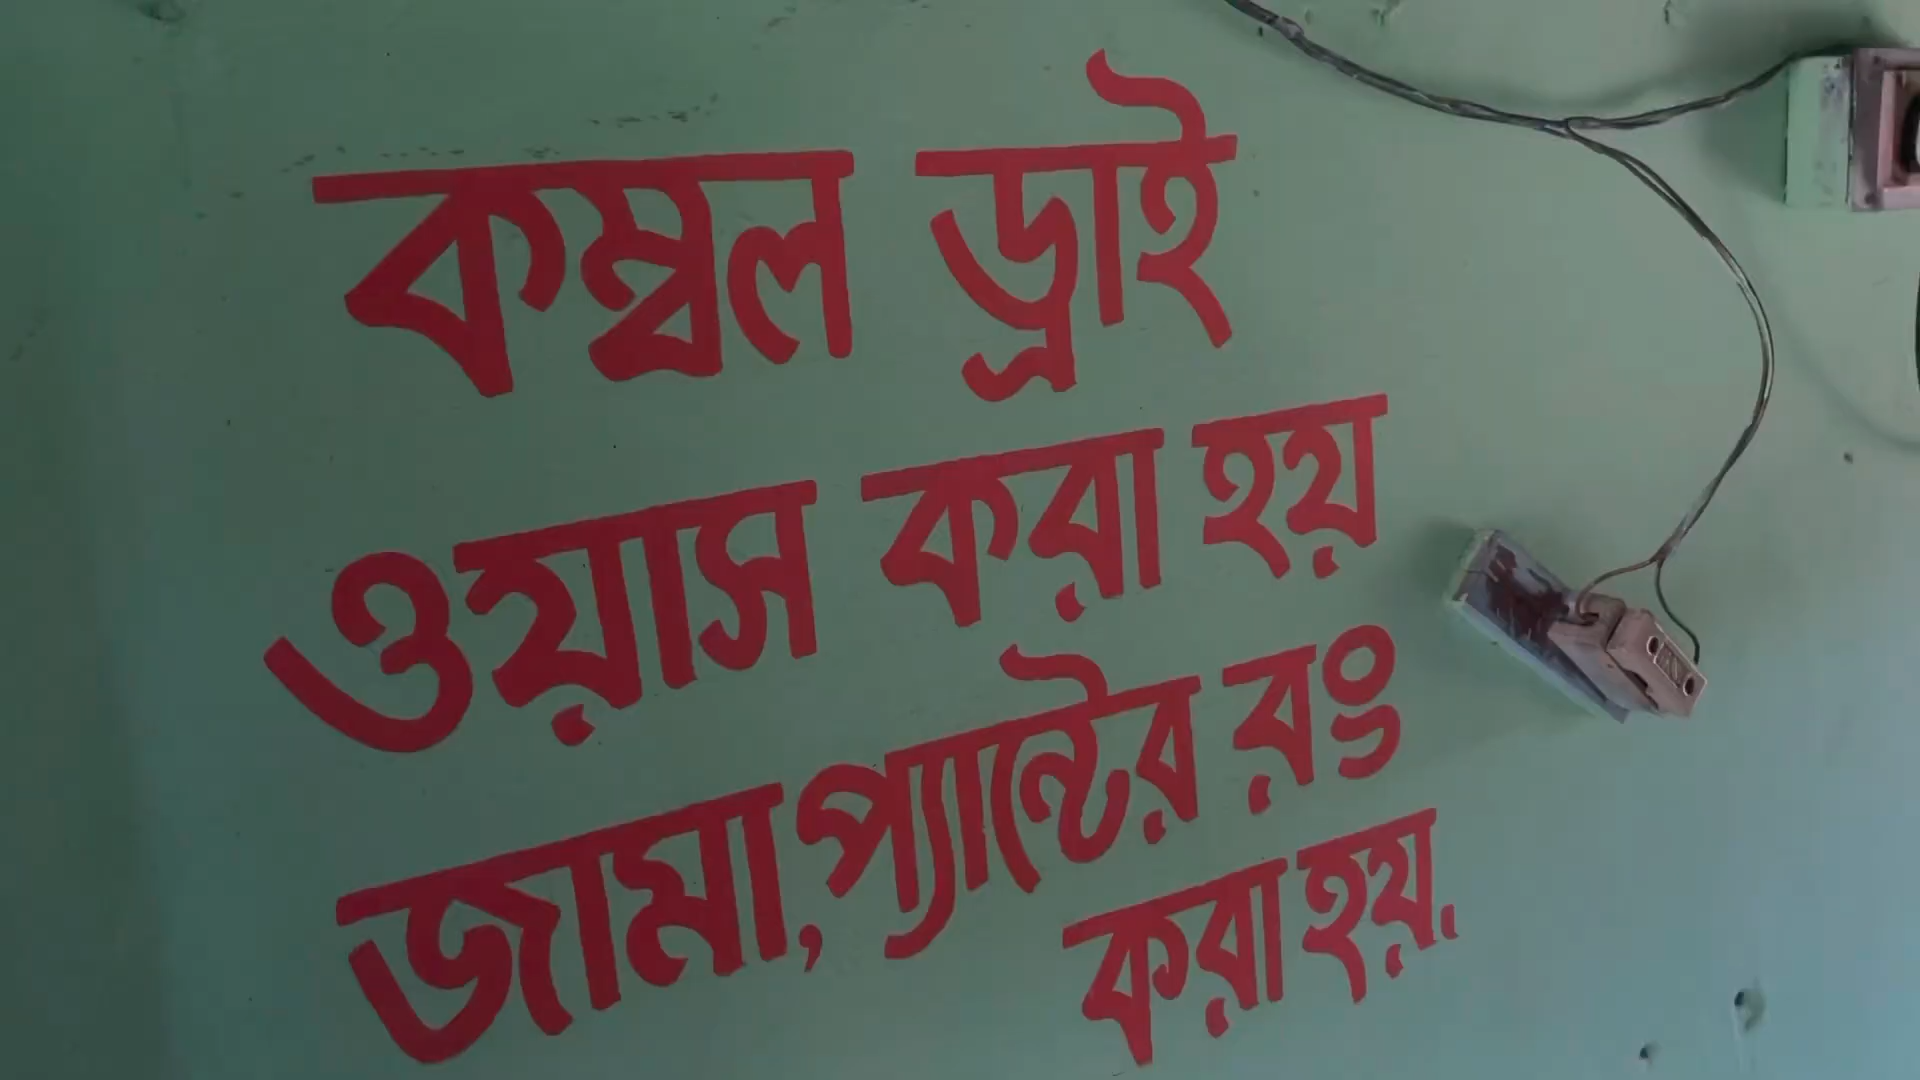 কম্বল ড্রাই
ওয়াস করা হয়
জামা, প্যান্টের রঙ
করা হয়.